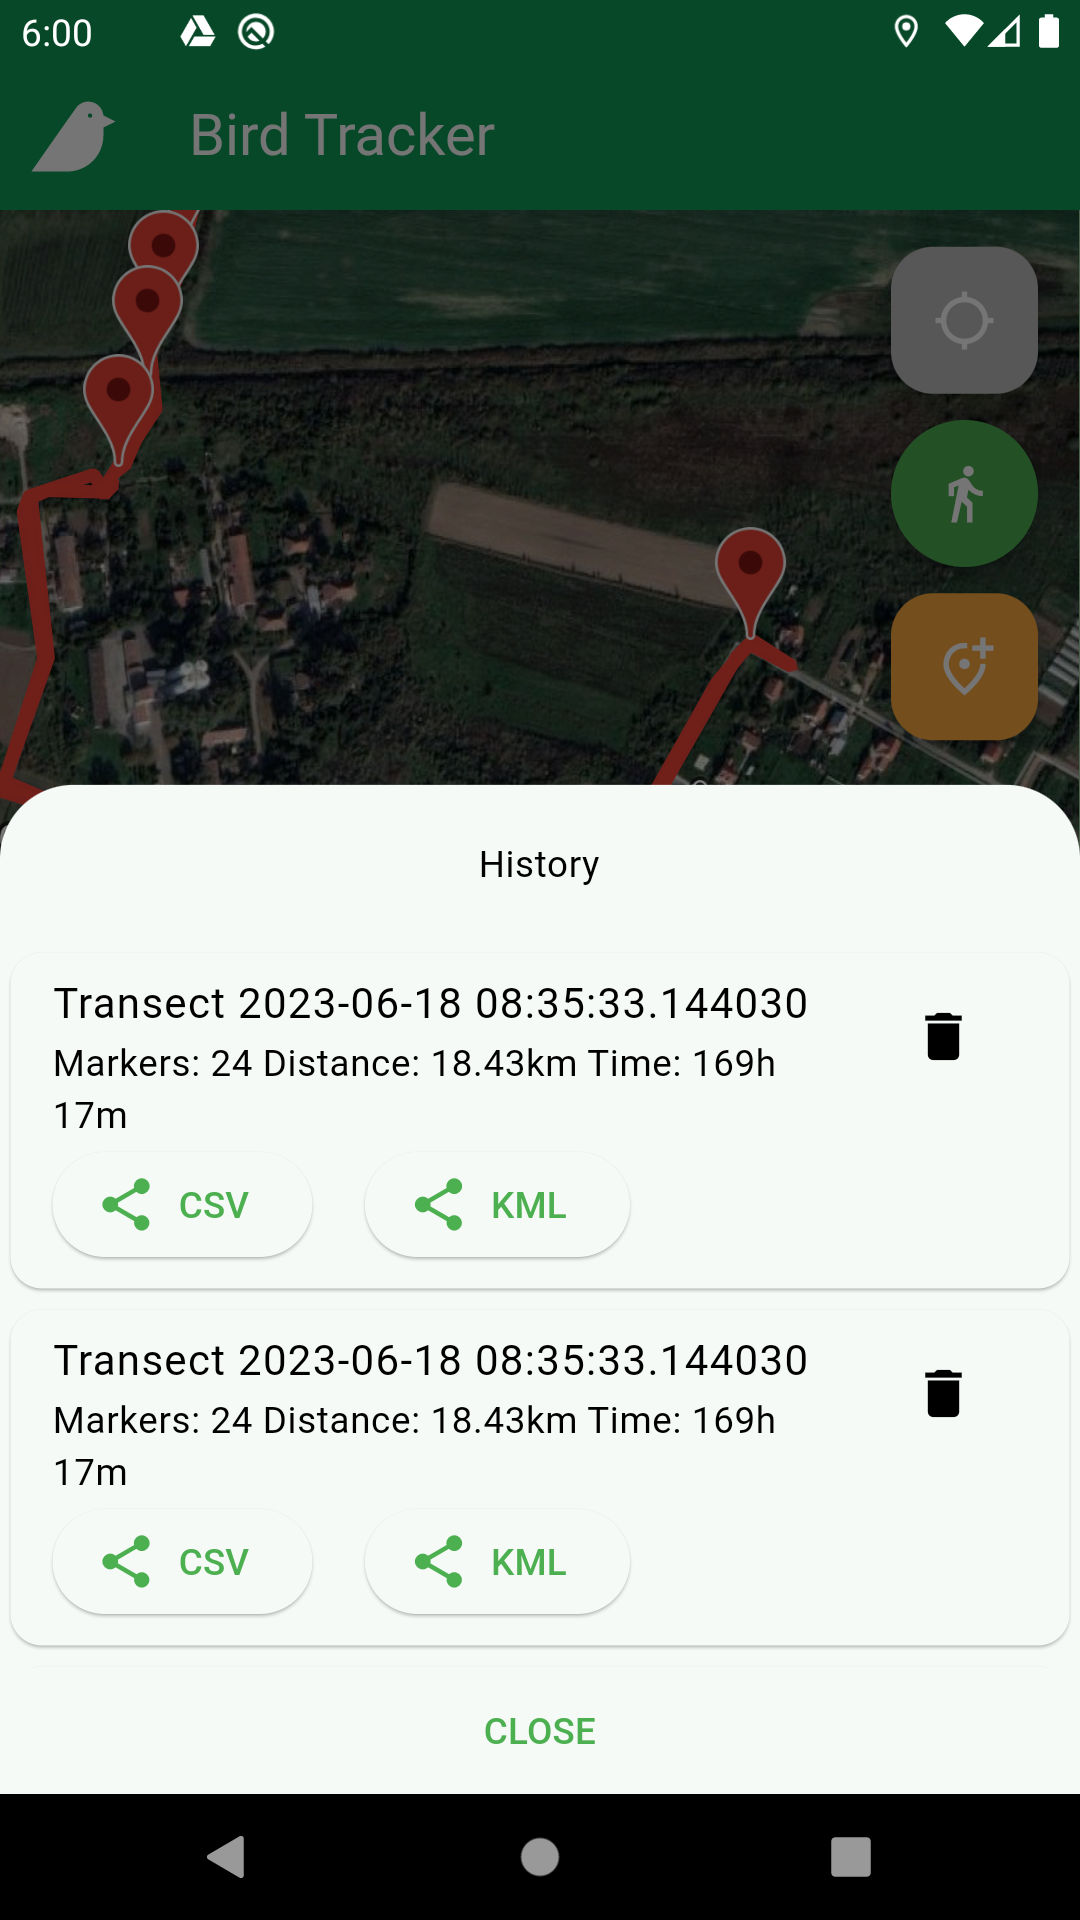 6:00
Bird Tracker
History
Transect 2023-06-18 08:35:33.144030
Markers: 24 Distance: 18.43km Time: 169h
17m
CSV
KML
Transect 2023-06-18 08:35:33.144030
Markers: 24 Distance: 18.43km Time: 169h
17m
CSV
KML
CLOSE